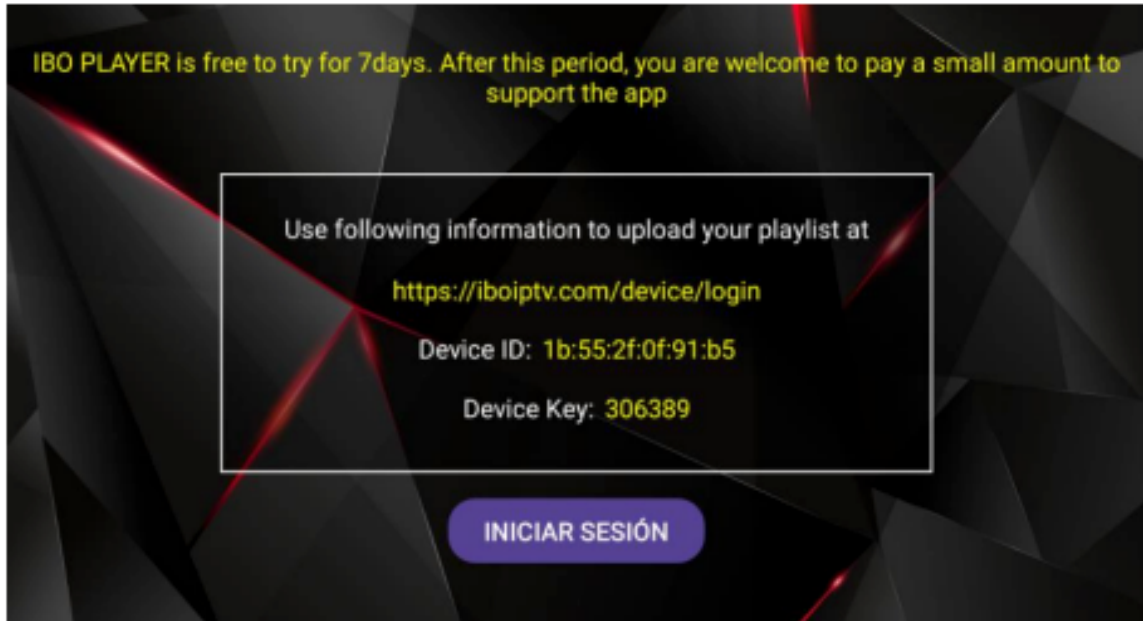 IBO PLAYER is free to try for 7days. After this period, you are welcome to pay a small amount to
support the app
Use following information to upload your playlist at
https://iboiptv.com/device/login
Device ID: 1b:55:2f:0f:91:b5
Device Key: 306389
INICIAR SESIÓN